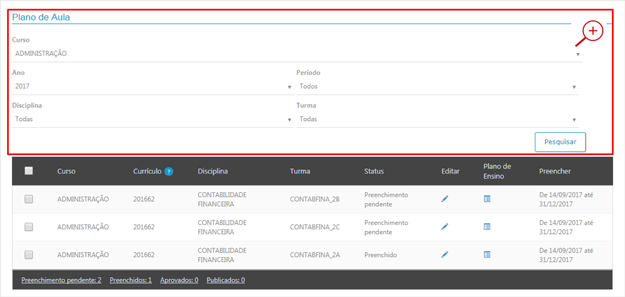 Plano de Aula
Curso
ADMINISTRAÇÃO
Ano Período
2017 Todos
Disciplina Turma
Todas Todas
Pesquisar
Curso Currículo ? Disciplina Turma Status Editar Plano de Ensino Preencher
ADMINISTRAÇÃO 201662 CONTABILIDADE FINANCEIRA CONTABFINA_2B Preenchimento pendente De 14/09/2017 até 31/12/2017
ADMINISTRAÇÃO 201662 CONTABILIDADE FINANCEIRA CONTABFINA_2C Preenchimento pendente De 14/09/2017 até 31/12/2017
ADMINISTRAÇÃO 201662 CONTABILIDADE FINANCEIRA CONTABFINA_2A Preenchido De 14/09/2017 até 31/12/2017
Preenchimento pendente: 2 Preenchidos: 1 Aprovados: 0 Publicados: 0